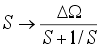 S → ΔΩ / (S + 1/S)